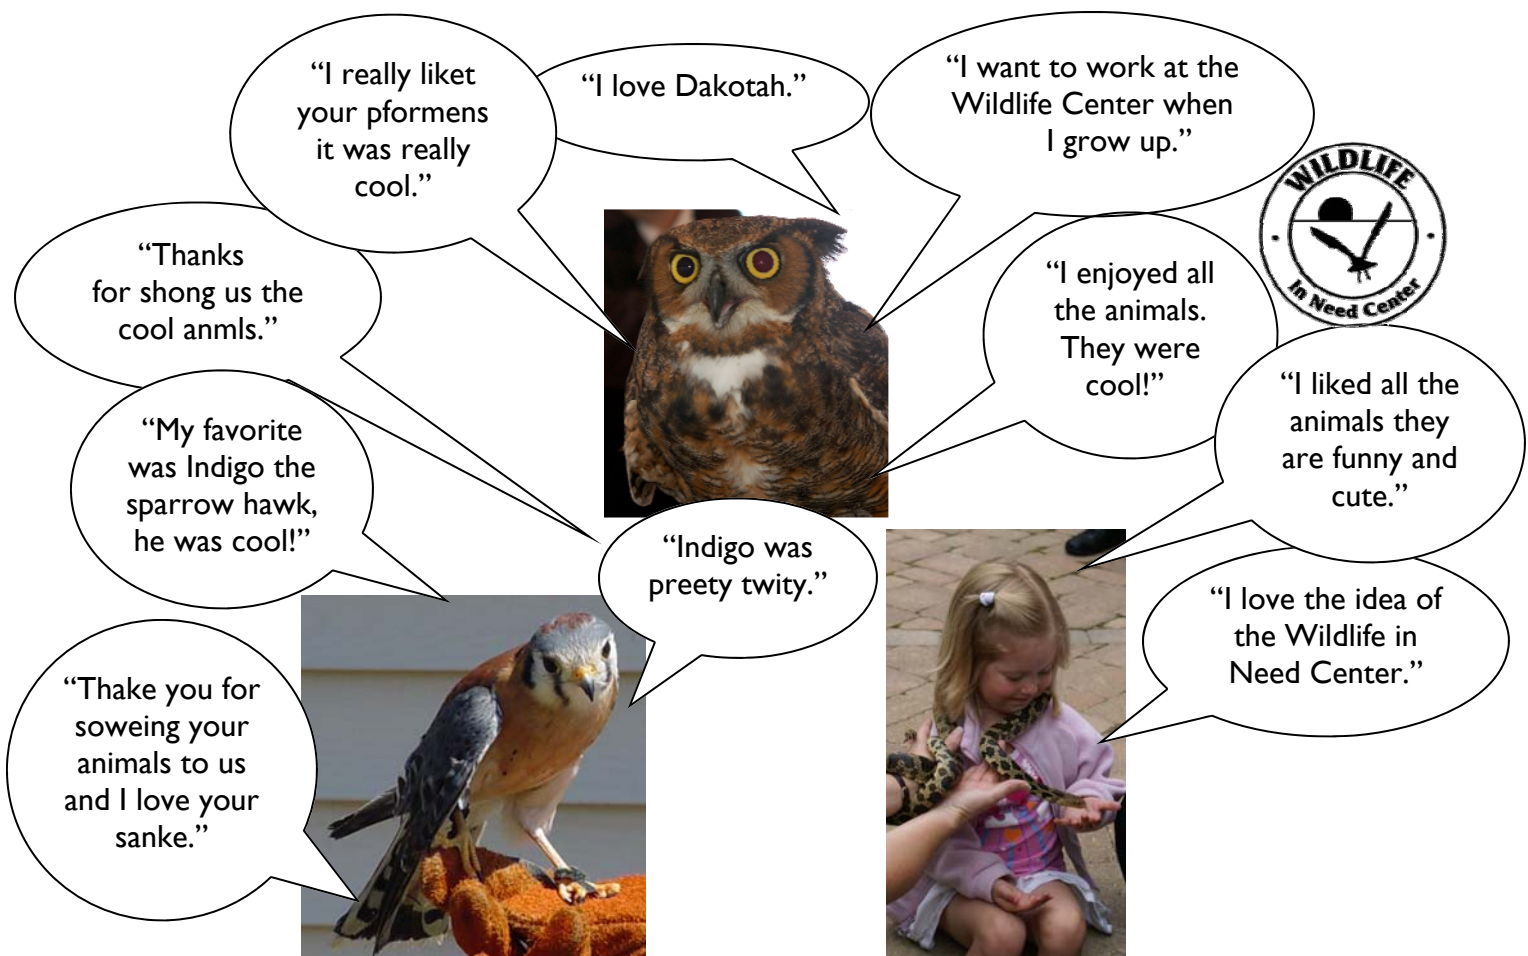 “I really liket
your pformens
it was really
cool.”
“I love Dakotah.”
“I want to work at the
Wildlife Center when
I grow up.”
WILDLIFE
In Need Center
“Thanks
for shong us the
cool anmls.”
“I enjoyed all
the animals.
They were
cool!”
“I liked all the
animals they
are funny and
cute.”
“My favorite
was Indigo the
sparrow hawk,
he was cool!”
“Indigo was
preety twity.”
“I love the idea of
the Wildlife in
Need Center.”
“Thake you for
soweing your
animals to us
and I love your
sanke.”